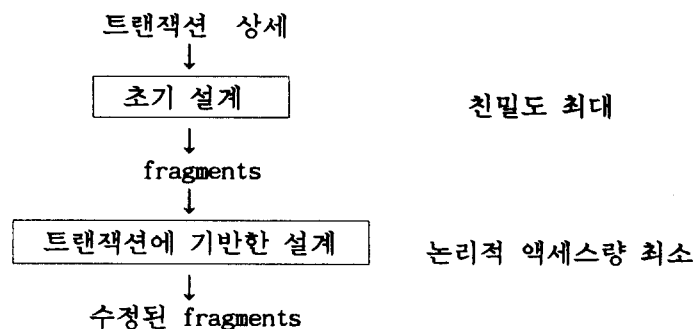 트랜잭션 상세
초기 설계
친밀도 최대
fragments
트랜잭션에 기반한 설계
논리적 액세스량 최소
수정된 fragments